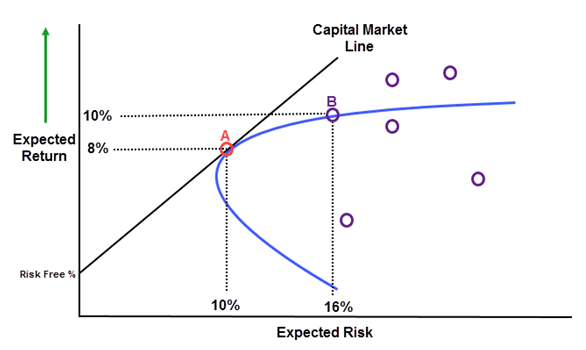 Capital Market
Line
B
10%
A
Expected
Return
8%
Risk Free %
10%
16%
Expected Risk